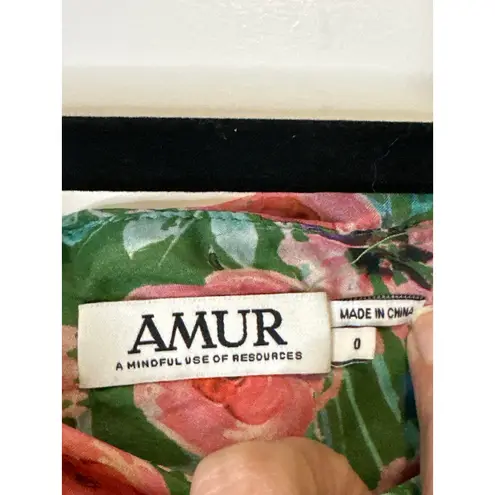 AMUR
A MINDFUL USE OF RESOURCES
MADE IN CHINA
0